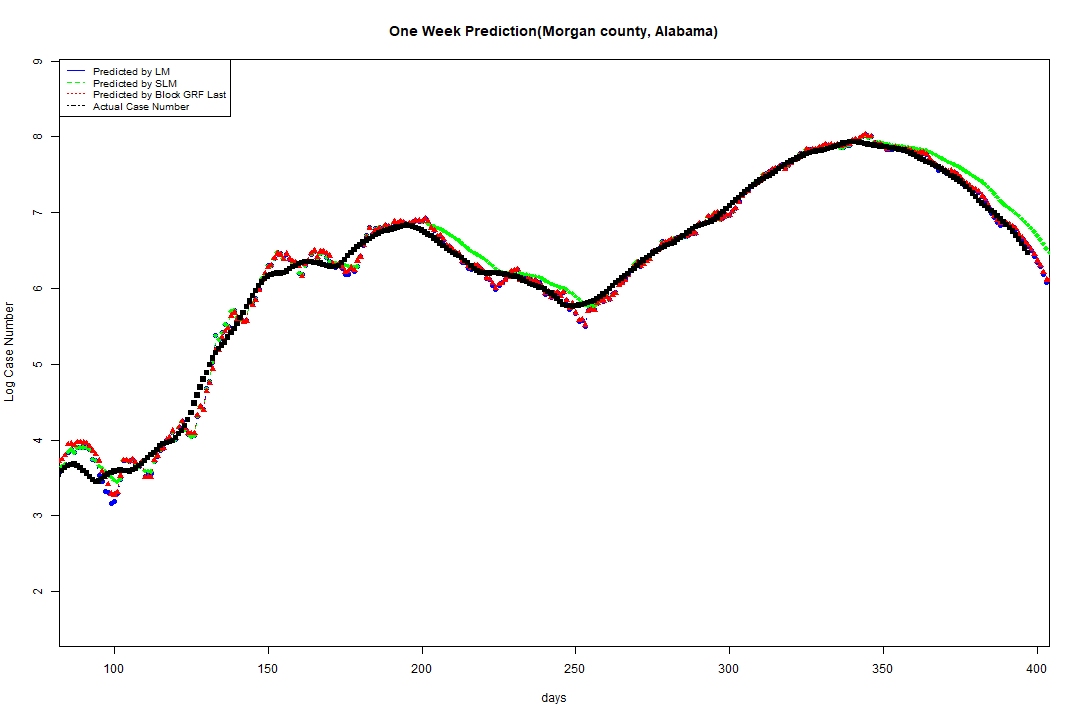 One Week Prediction(Morgan county, Alabama)
Predicted by LM
Predicted by SLM
Predicted by Block GRF Last
Actual Case Number
9
8
7
6
5
4
3
2
Log Case Number
100 150 200 250 300 350 400
days